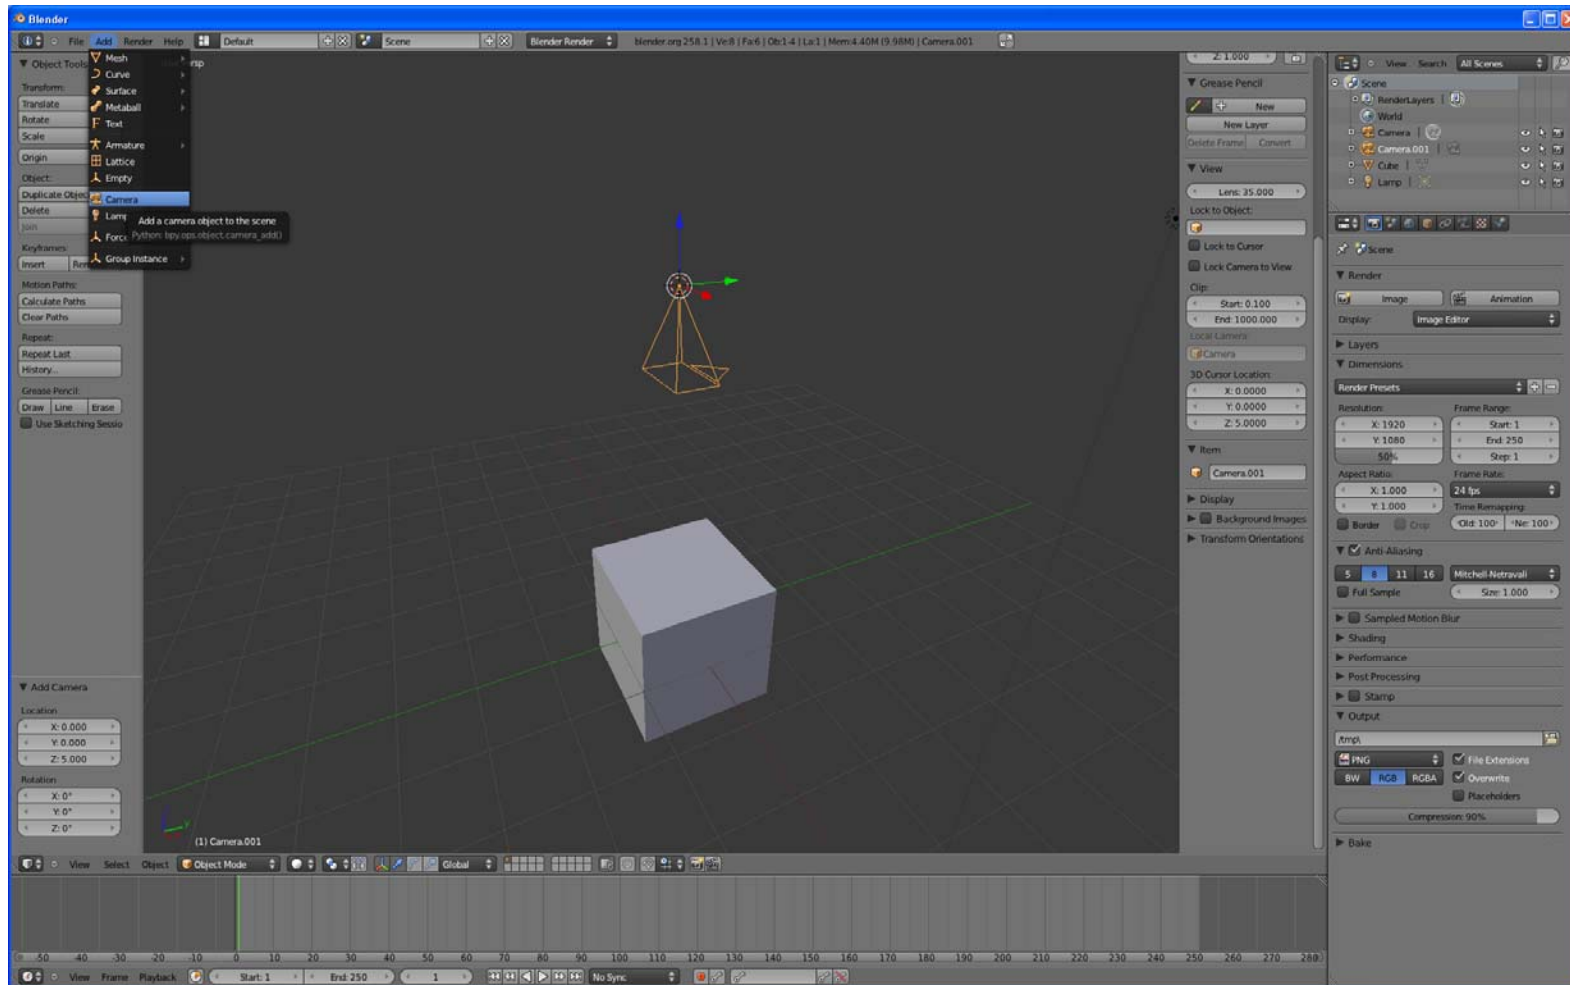 Blender
File Add Render Help Default Scene Blender Render blender.org 258.1 | Ve:8 | Fa:6 | Ob:1-4 | La:1 | Mem:4.40M (9.98M) | Camera.001
Object Tools
Transform:
Translate
Rotate
Scale
Origin
Object:
Duplicate Objec
Delete
Join
Keyframes:
Insert
Motion Paths:
Calculate Paths
Clear Paths
Repeat:
Repeat Last
History...
Grease Pencil:
Draw Line Erase
Use Sketching Sessio
Mesh
Curve
Surface
Metaball
Text
Armature
Lattice
Empty
Camera
Lamp
Force
Group Instance
Add a camera object to the scene
Python: bpy.ops.object.camera_add()
Add Camera
Location
X: 0.000
Y: 0.000
Z: 5.000
Rotation
X: 0°
Y: 0°
Z: 0°
(1) Camera.001
Z: 1.000
Grease Pencil
New
New Layer
Delete Frame Convert
View
Lens: 35.000
Lock to Object:
Lock to Cursor
Lock Camera to View
Clip:
Start: 0.100
End: 1000.000
Local Camera:
Camera
3D Cursor Location:
X: 0.0000
Y: 0.0000
Z: 5.0000
Item
Camera.001
Display
Background Images
Transform Orientations
View Search All Scenes
Scene
RenderLayers
World
Camera
Camera.001
Cube
Lamp
Scene
Render
Image Animation
Display: Image Editor
Layers
Dimensions
Render Presets
Resolution: Frame Range:
X: 1920 Start: 1
Y: 1080 End: 250
50% Step: 1
Aspect Ratio: Frame Rate:
X: 1.000 24 fps
Y: 1.000 Time Remapping:
Border Crop Old: 100 Ne: 100
Anti-Aliasing
5 8 11 16 Mitchell-Netravali
Full Sample Size: 1.000
Sampled Motion Blur
Shading
Performance
Post Processing
Stamp
Output
/tmp\
PNG File Extensions
BW RGB RGBA Overwrite
Placeholders
Compression: 90%
Bake
View Select Object Object Mode Global
-50 -40 -30 -20 -10 0 10 20 30 40 50 60 70 80 90 100 110 120 130 140 150 160 170 180 190 200 210 220 230 240 250 260 270 280
View Frame Playback Start: 1 End: 250 1 No Sync